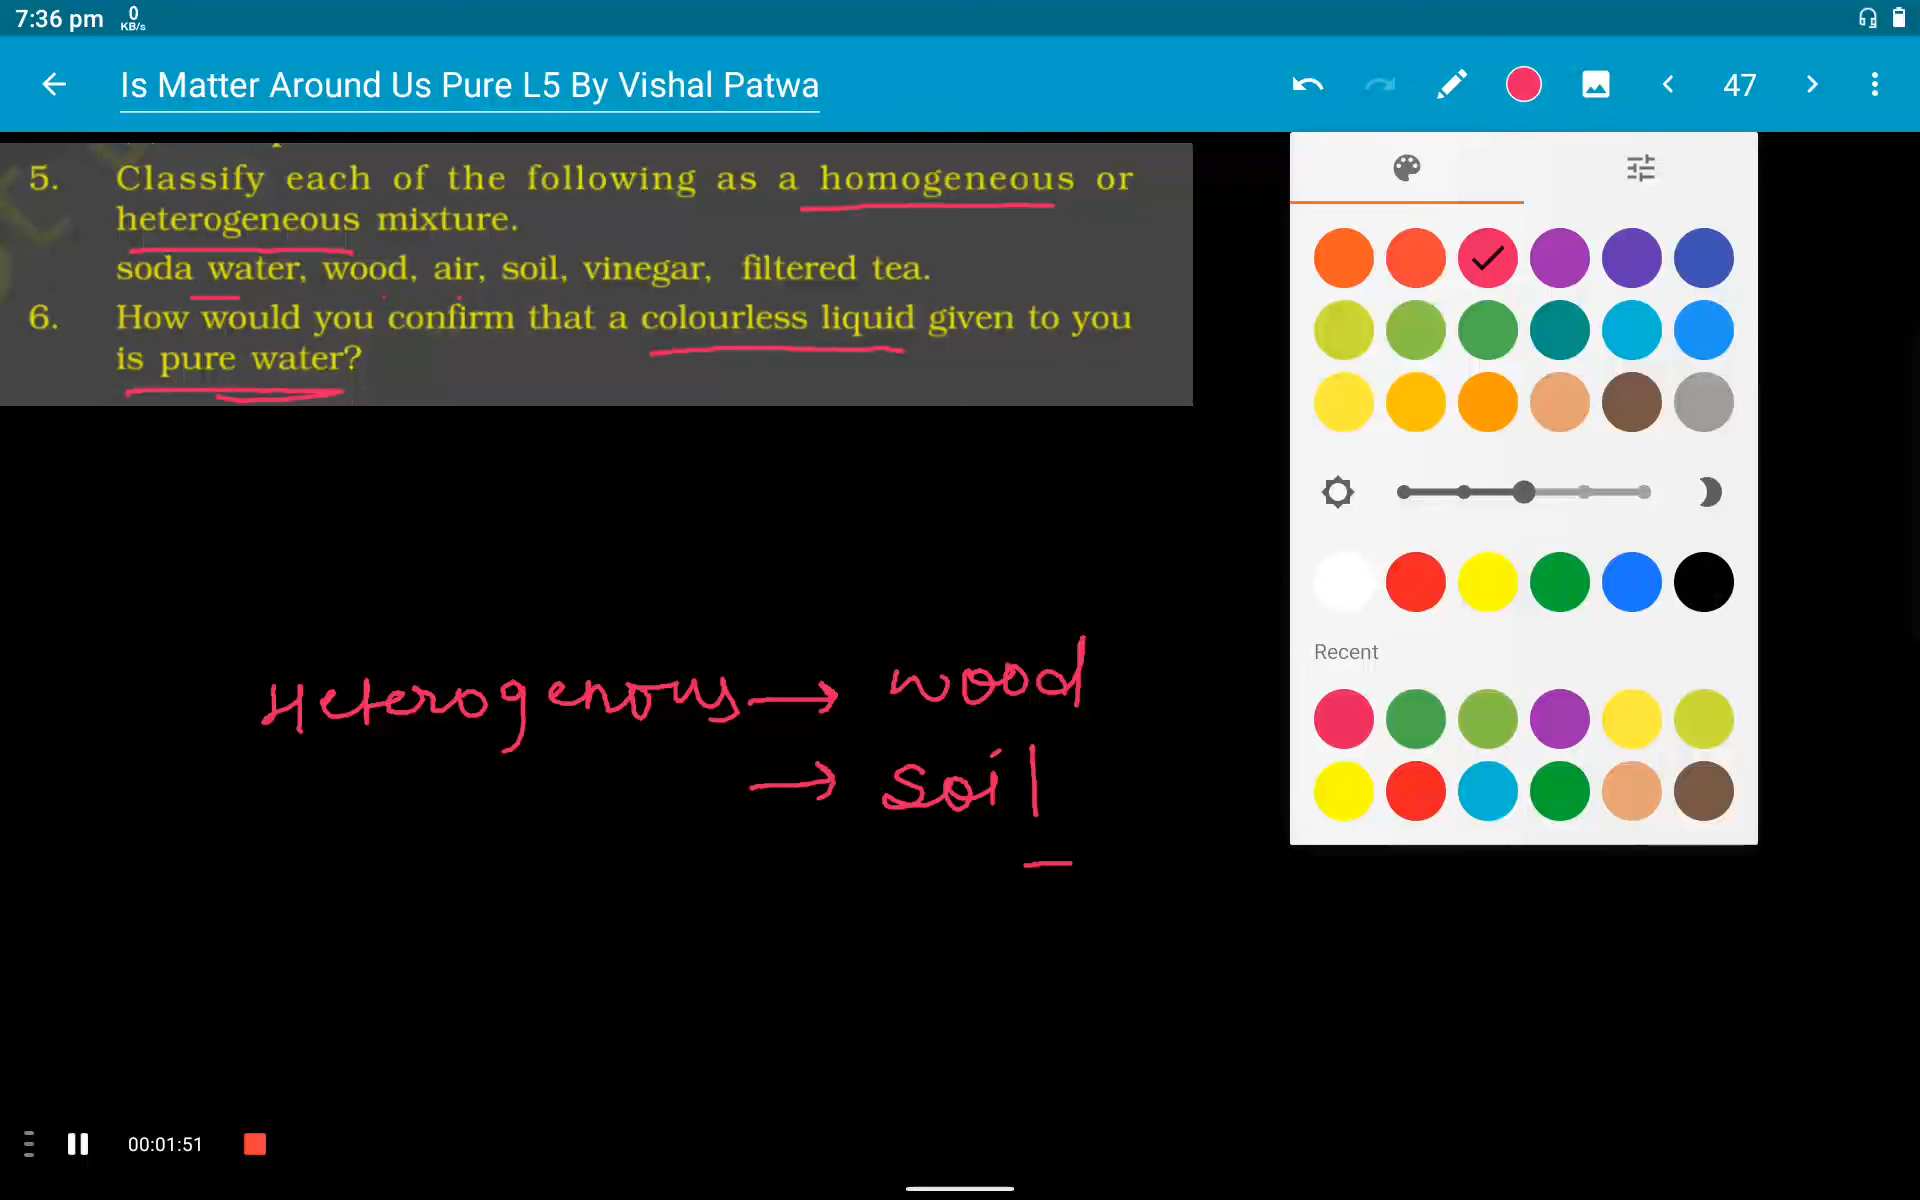 7:36 pm 0 KB/s
Is Matter Around Us Pure L5 By Vishal Patwa 47
5. Classify each of the following as a homogeneous or
heterogeneous mixture.
soda water, wood, air, soil, vinegar, filtered tea.
6. How would you confirm that a colourless liquid given to you
is pure water?
Recent
Heterogenous → wood
→ soil
00:01:51